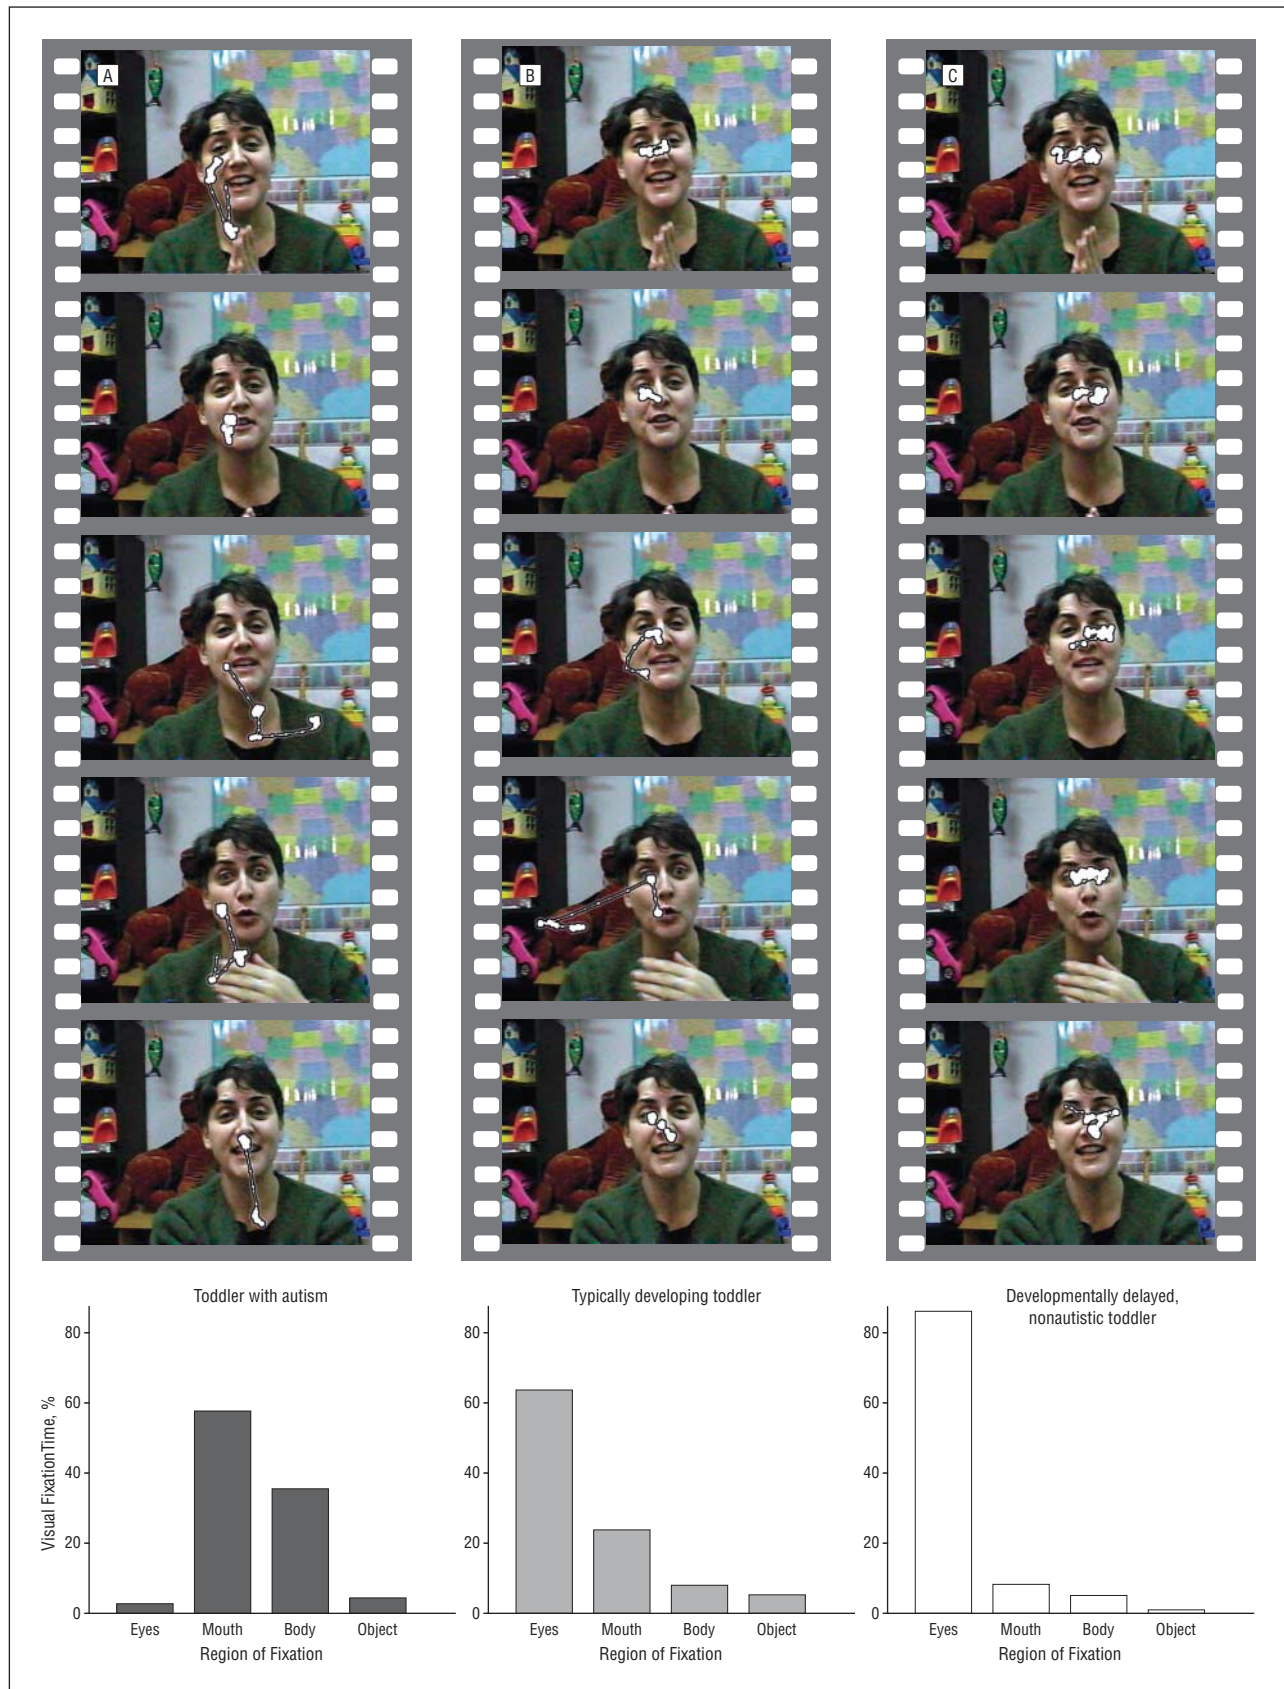 A
B
C
Toddler with autism
Visual FixationTime, %
80
60
40
20
0
Eyes Mouth Body Object
Region of Fixation
Typically developing toddler
80
60
40
20
0
Eyes Mouth Body Object
Region of Fixation
Developmentally delayed,
nonautistic toddler
80
60
40
20
0
Eyes Mouth Body Object
Region of Fixation